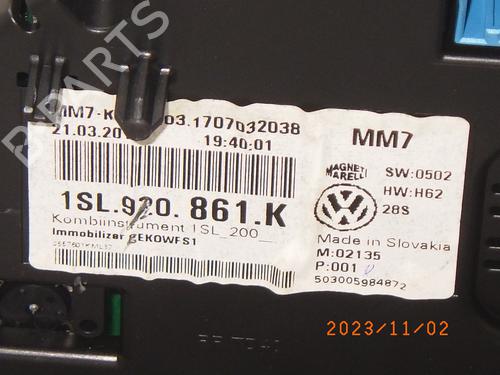 MM7-K 03.1707032038
21.03.20 19:40:01
1SL.920.861.K
Kombiinstrument 1SL_200
Immobilizer GEKOWFS1
MM7
MAGNETI MARELLI
SW:0502
HW:H62
28S
Made in Slovakia
M:02135
P:001
503005984872
B PARTS
2023/11/02